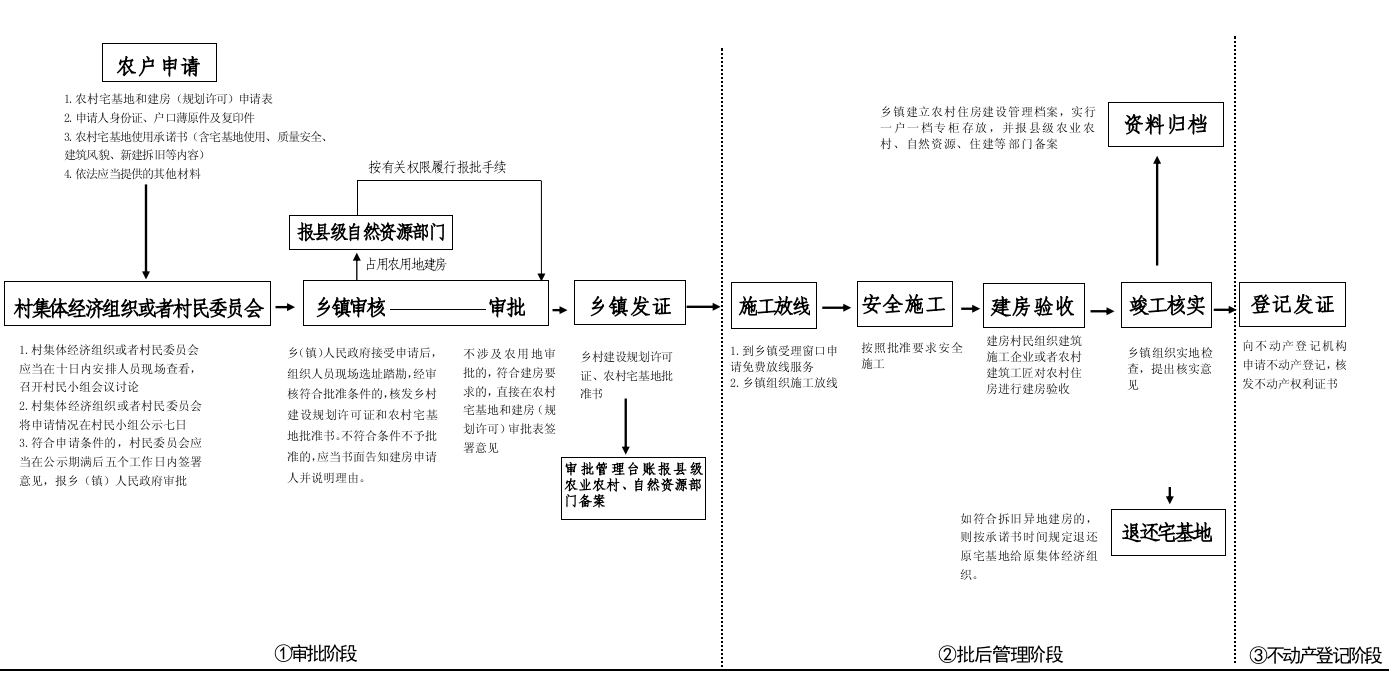 农户申请
1. 农村宅基地和建房（规划许可）申请表
2. 申请人身份证、户口薄原件及复印件
3. 农村宅基地使用承诺书（含宅基地使用、质量安全、
建筑风貌、新建拆旧等内容）
4. 依法应当提供的其他材料
按有关权限履行报批手续
报县级自然资源部门
占用农用地建房
村集体经济组织或者村民委员会
1. 村集体经济组织或者村民委员会
应当在十日内安排人员现场查看，
召开村民小组会议讨论
2. 村集体经济组织或者村民委员会
将申请情况在村民小组公示七日
3. 符合申请条件的，村民委员会应
当在公示期满后五个工作日内签署
意见，报乡（镇）人民政府审批
乡镇审核————审批
乡（镇）人民政府接受申请后，
组织人员现场选址踏勘，经审
核符合批准条件的，核发乡村
建设规划许可证和农村宅基
地批准书。不符合条件不予批
准的，应当书面告知建房申请
人并说明理由。
不涉及农用地审
批的，符合建房要
求的，直接在农村
宅基地和建房（规
划许可）审批表签
署意见
乡镇发证
乡村建设规划许可
证、农村宅基地批
准书
审批管理台账报县级
农业农村、自然资源部
门备案
施工放线
1. 到乡镇受理窗口申
请免费放线服务
2. 乡镇组织施工放线
安全施工
按照批准要求安全
施工
建房验收
建房村民组织建筑
施工企业或者农村
建筑工匠对农村住
房进行建房验收
竣工核实
乡镇组织实地检
查，提出核实意
见
乡镇建立农村住房建设管理档案，实行
一户一档专柜存放，并报县级农业农
村、自然资源、住建等部门备案
资料归档
如符合拆旧异地建房的，
则按承诺书时间规定退还
原宅基地给原集体经济组
织。
退还宅基地
登记发证
向不动产登记机构
申请不动产登记，核
发不动产权利证书
①审批阶段
②批后管理阶段
③不动产登记阶段